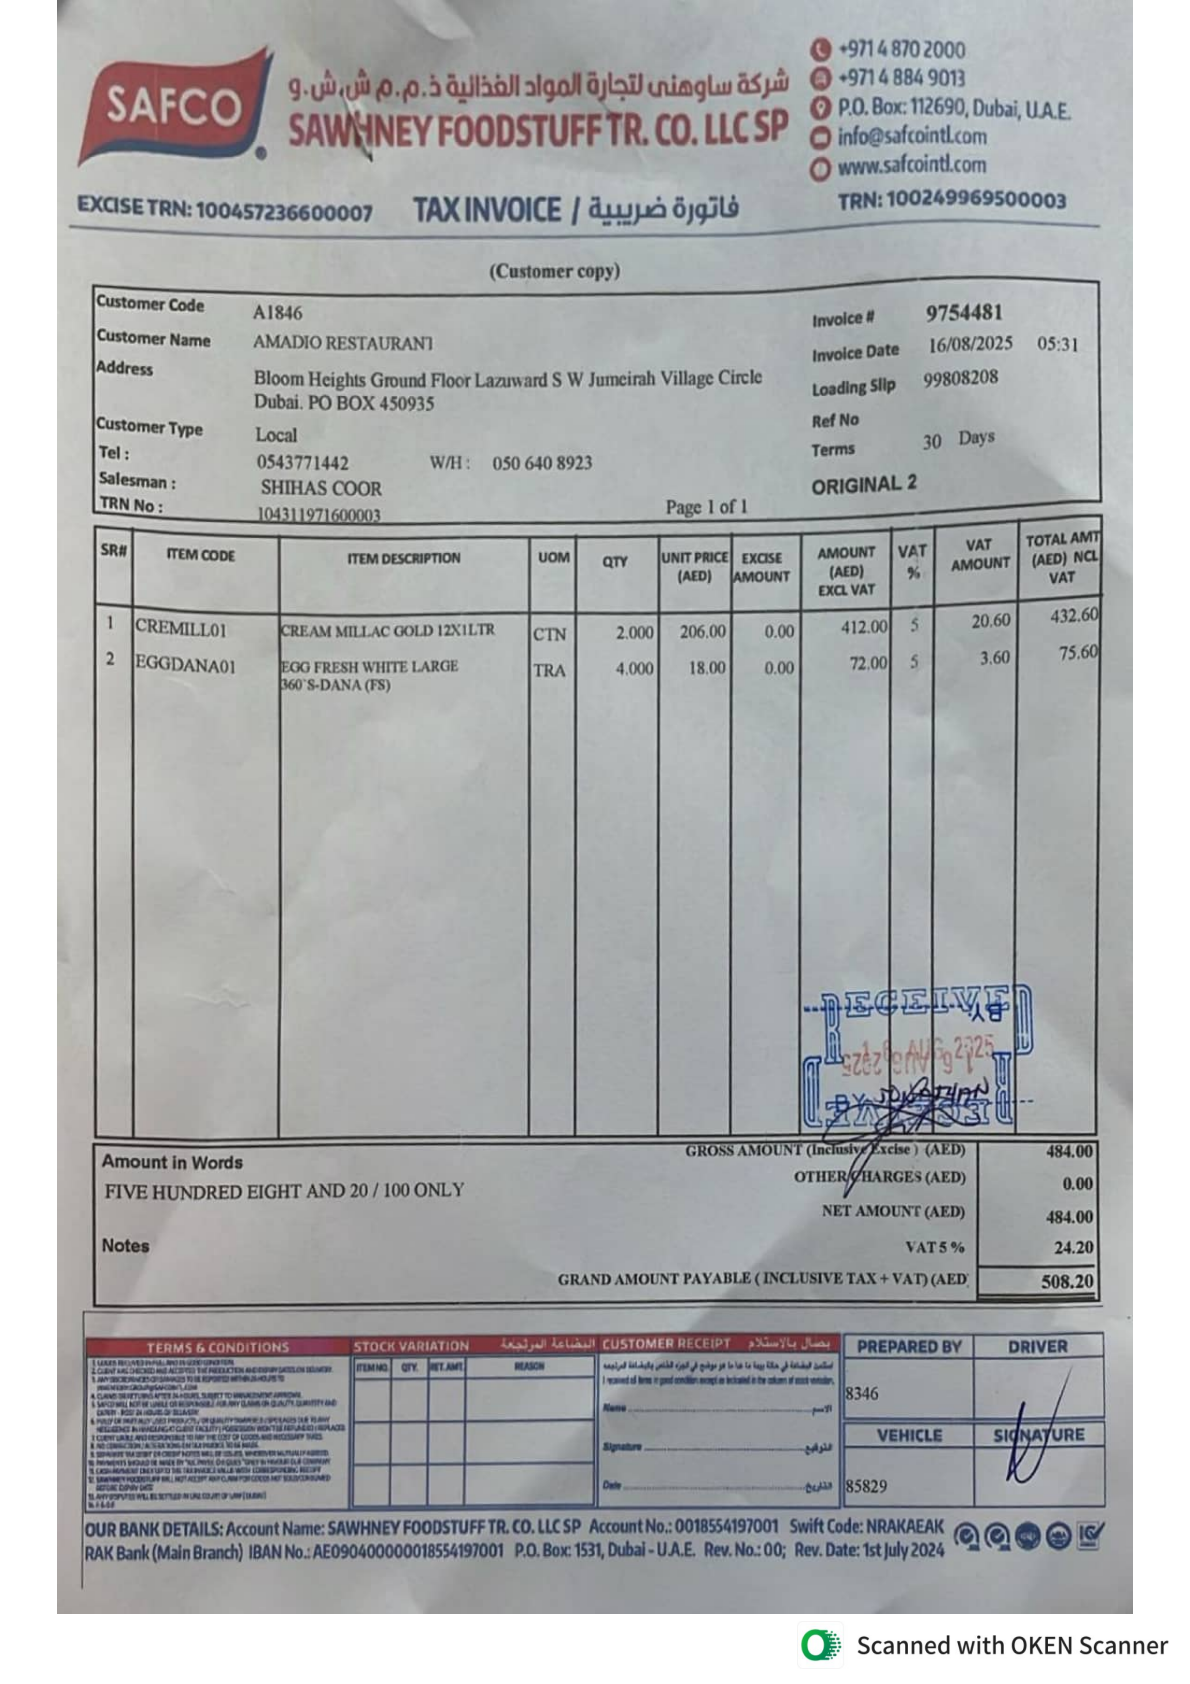 SAFCO
شركة ساوهني لتجارة المواد الغذائية ذ.م.م ش.ش.و
SAWHNEY FOODSTUFF TR. CO. LLC SP
+971 4 870 2000
+971 4 884 9013
P.O. Box: 112690, Dubai, U.A.E.
info@safcointl.com
www.safcointl.com
EXCISE TRN: 100457236600007 TAX INVOICE / فاتورة ضريبية TRN: 100249969500003
(Customer copy)
Customer Code A1846
Customer Name AMADIO RESTAURANT
Address Bloom Heights Ground Floor Lazuward S W Jumeirah Village Circle
Dubai. PO BOX 450935
Customer Type Local
Tel : 0543771442 W/H : 050 640 8923
Salesman : SHIHAS COOR
TRN No : 104311971600003
Page 1 of 1
Invoice # 9754481
Invoice Date 16/08/2025 05:31
Loading Slip 99808208
Ref No
Terms 30 Days
ORIGINAL 2
SR# ITEM CODE ITEM DESCRIPTION UOM QTY UNIT PRICE (AED) EXCISE AMOUNT AMOUNT (AED) EXCL VAT VAT % VAT AMOUNT TOTAL AMT (AED) NCL VAT
1 CREMILL01 CREAM MILLAC GOLD 12X1LTR CTN 2.000 206.00 0.00 412.00 5 20.60 432.60
2 EGGDANA01 EGG FRESH WHITE LARGE TRA 4.000 18.00 0.00 72.00 5 3.60 75.60
360`S-DANA (FS)
RECEIVED
BY
AUG 2025
RECEIVED
BY
Amount in Words
FIVE HUNDRED EIGHT AND 20 / 100 ONLY
Notes
GROSS AMOUNT (Inclusive Excise ) (AED) 484.00
OTHER CHARGES (AED) 0.00
NET AMOUNT (AED) 484.00
VAT 5 % 24.20
GRAND AMOUNT PAYABLE ( INCLUSIVE TAX + VAT) (AED 508.20
TERMS & CONDITIONS
STOCK VARIATION البضاعة المرتجعة
ITEM NO. QTY. RET. AMT. REASON
CUSTOMER RECEIPT إيصال بالاستلام
Name الاسم
Signature التوقيع
Date التاريخ
PREPARED BY DRIVER
8346
VEHICLE SIGNATURE
85829
OUR BANK DETAILS: Account Name: SAWHNEY FOODSTUFF TR. CO. LLC SP Account No.: 0018554197001 Swift Code: NRAKAEAK
RAK Bank (Main Branch) IBAN No.: AE090400000018554197001 P.O. Box: 1531, Dubai - U.A.E. Rev. No.: 00; Rev. Date: 1st July 2024
Scanned with OKEN Scanner